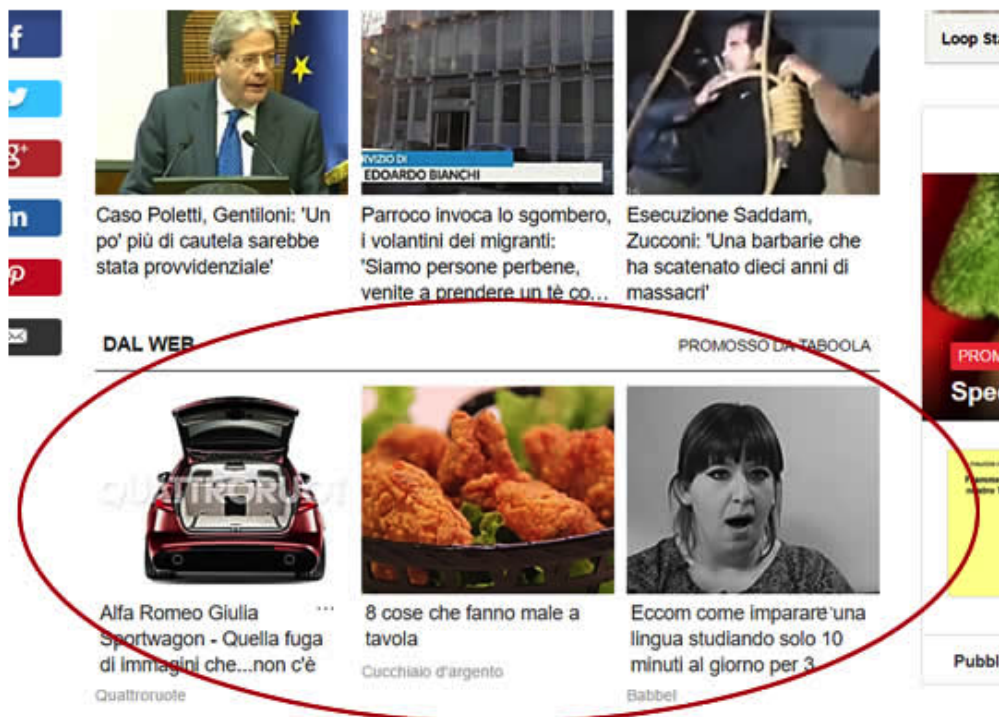 f
g+
in
RVIZIO DI
EDOARDO BIANCHI
Caso Poletti, Gentiloni: 'Un
po' più di cautela sarebbe
stata provvidenziale'
Parroco invoca lo sgombero,
i volantini dei migranti:
'Siamo persone perbene,
venite a prendere un tè co...
Esecuzione Saddam,
Zucconi: 'Una barbarie che
ha scatenato dieci anni di
massacri'
DAL WEB
PROMOSSO DA TABOOLA
QUATTRORUOT
Alfa Romeo Giulia ...
Sportwagon - Quella fuga
di immagini che...non c'è
Quattroruote
8 cose che fanno male a
tavola
Cucchiaio d'argento
Eccom come imparare una
lingua studiando solo 10
minuti al giorno per 3
Babbel
Loop Sta
PROM
Spec
Pubbl